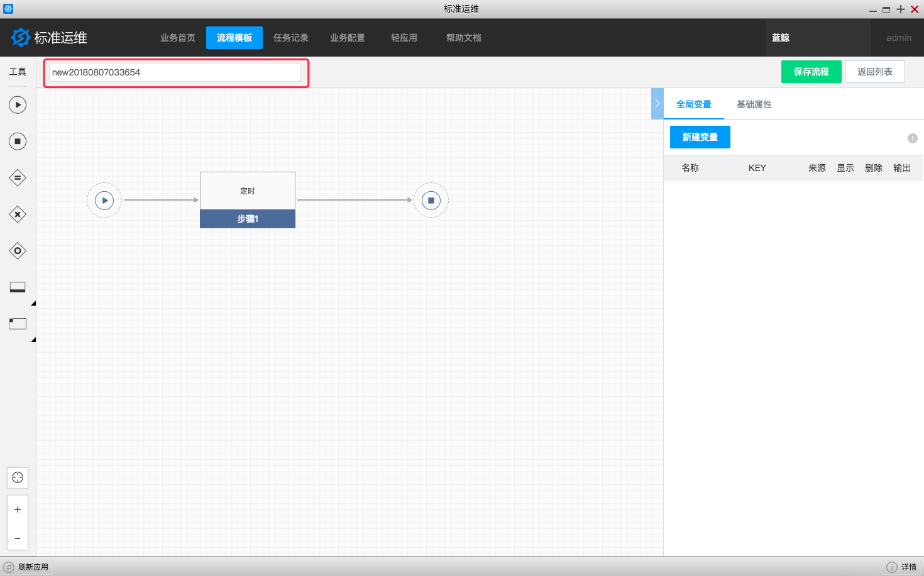 标准运维
标准运维 业务首页 流程模板 任务记录 业务配置 轻应用 帮助文档 蓝鲸 admin
工具 new20180807033654 保存流程 返回列表
全局变量 基础属性
新建变量
名称 KEY 来源 显示 删除 输出
定时
步骤1
刷新应用 详情